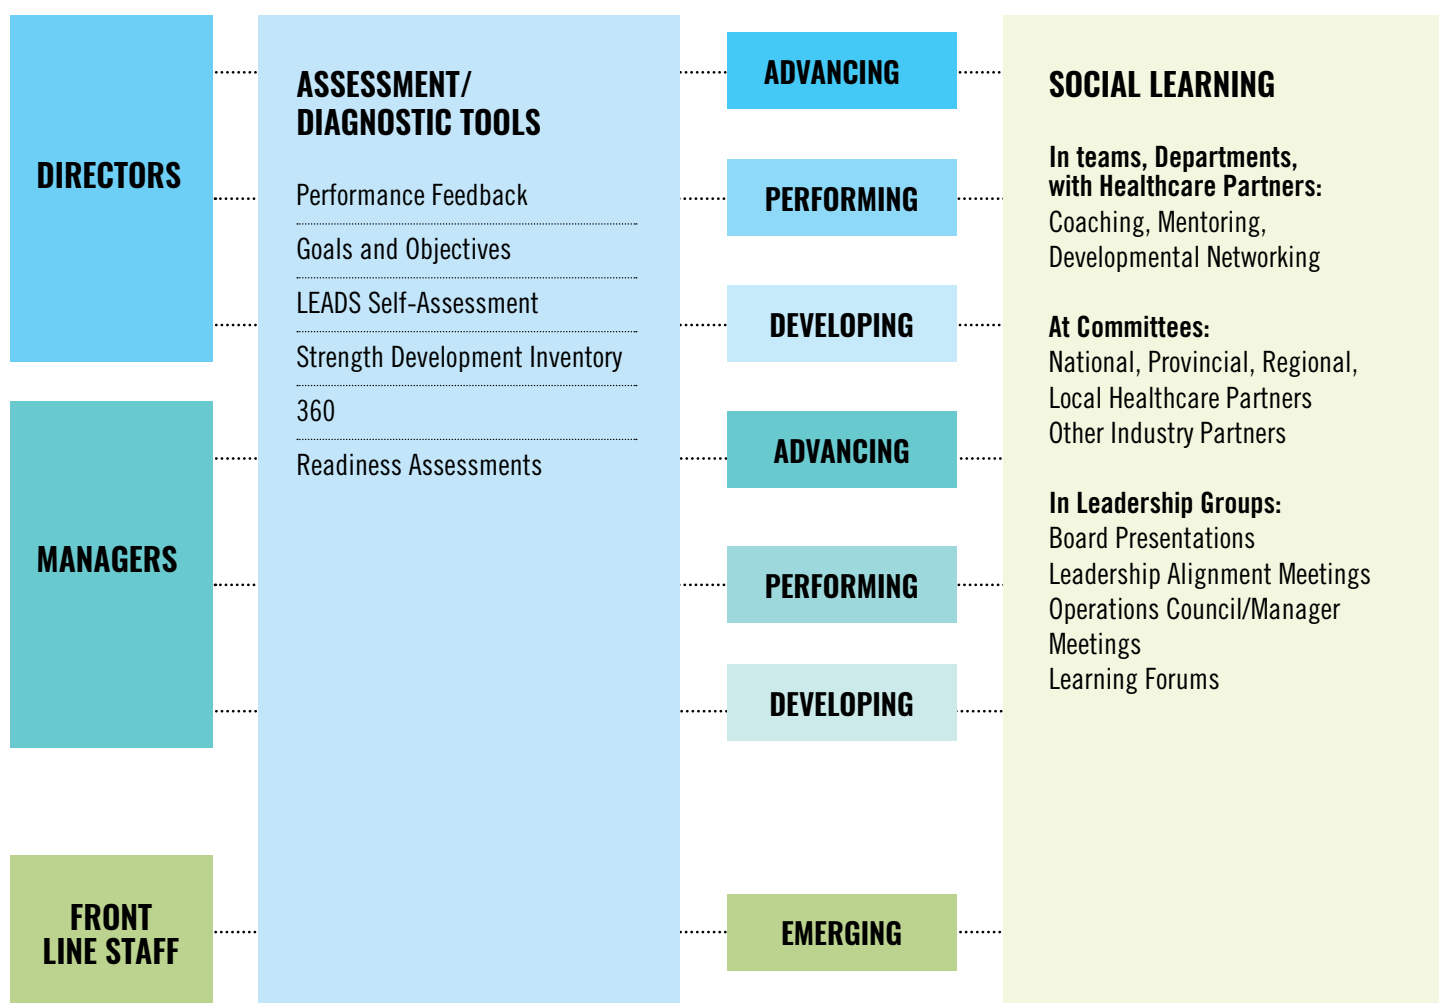 DIRECTORS
MANAGERS
FRONT
LINE STAFF
ASSESSMENT/
DIAGNOSTIC TOOLS
Performance Feedback
Goals and Objectives
LEADS Self-Assessment
Strength Development Inventory
360
Readiness Assessments
ADVANCING
PERFORMING
DEVELOPING
ADVANCING
PERFORMING
DEVELOPING
EMERGING
SOCIAL LEARNING
In teams, Departments,
with Healthcare Partners:
Coaching, Mentoring,
Developmental Networking
At Committees:
National, Provincial, Regional,
Local Healthcare Partners
Other Industry Partners
In Leadership Groups:
Board Presentations
Leadership Alignment Meetings
Operations Council/Manager
Meetings
Learning Forums